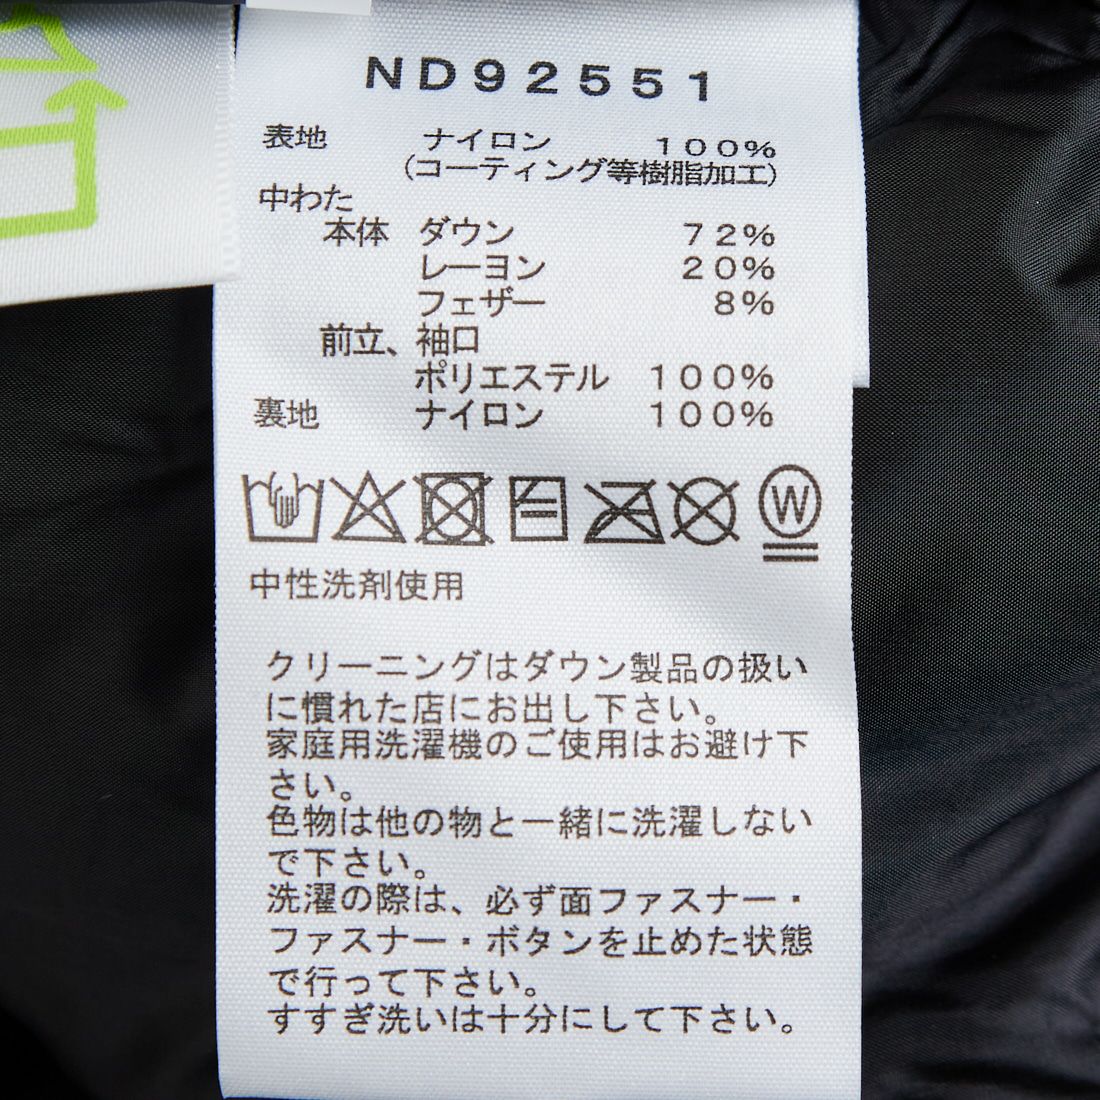 ND92551
表地 ナイロン 100%
(コーティング等樹脂加工)
中わた
本体 ダウン 72%
レーヨン 20%
フェザー 8%
前立、袖口
ポリエステル 100%
裏地 ナイロン 100%
W
中性洗剤使用
クリーニングはダウン製品の扱い
に慣れた店にお出し下さい。
家庭用洗濯機のご使用はお避け下
さい。
色物は他の物と一緒に洗濯しない
で下さい。
洗濯の際は、必ず面ファスナー・
ファスナー・ボタンを止めた状態
で行って下さい。
すすぎ洗いは十分にして下さい。